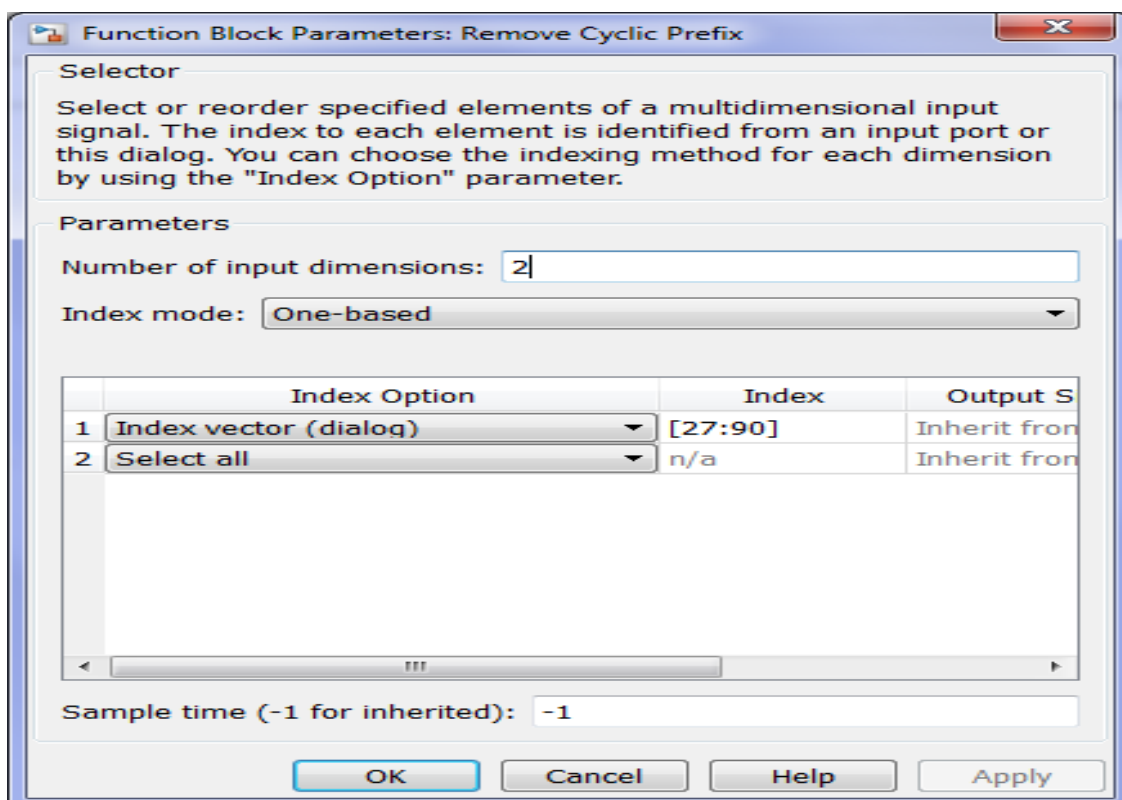 Function Block Parameters: Remove Cyclic Prefix
Selector
Select or reorder specified elements of a multidimensional input
signal. The index to each element is identified from an input port or
this dialog. You can choose the indexing method for each dimension
by using the "Index Option" parameter.
Parameters
Number of input dimensions: 2
Index mode: One-based
Index Option Index Output S
1 Index vector (dialog) [27:90] Inherit fron
2 Select all n/a Inherit fron
Sample time (-1 for inherited): -1
OK Cancel Help Apply